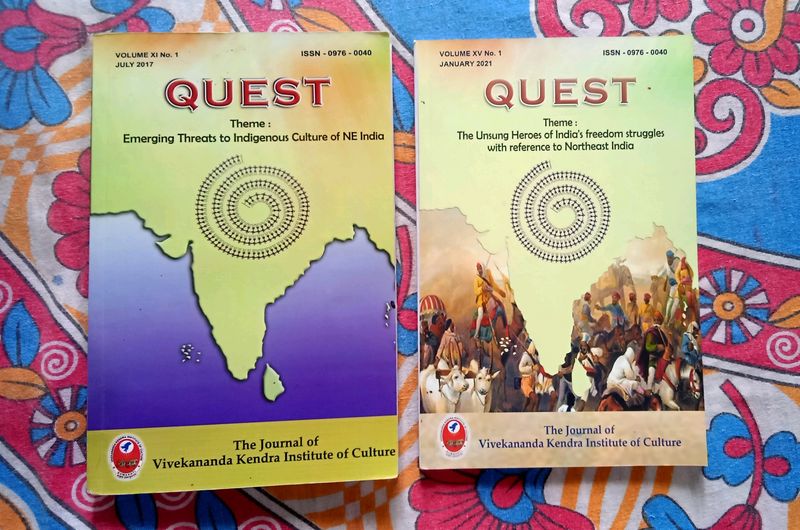 VOLUME XI No. 1
JULY 2017
ISSN - 0976 - 0040
QUEST
Theme :
Emerging Threats to Indigenous Culture of NE India
The Journal of
Vivekananda Kendra Institute of Culture
VOLUME XV No. 1
JANUARY 2021
ISSN - 0976 - 0040
QUEST
Theme :
The Unsung Heroes of India's freedom struggles
with reference to Northeast India
The Journal of
Vivekananda Kendra Institute of Culture